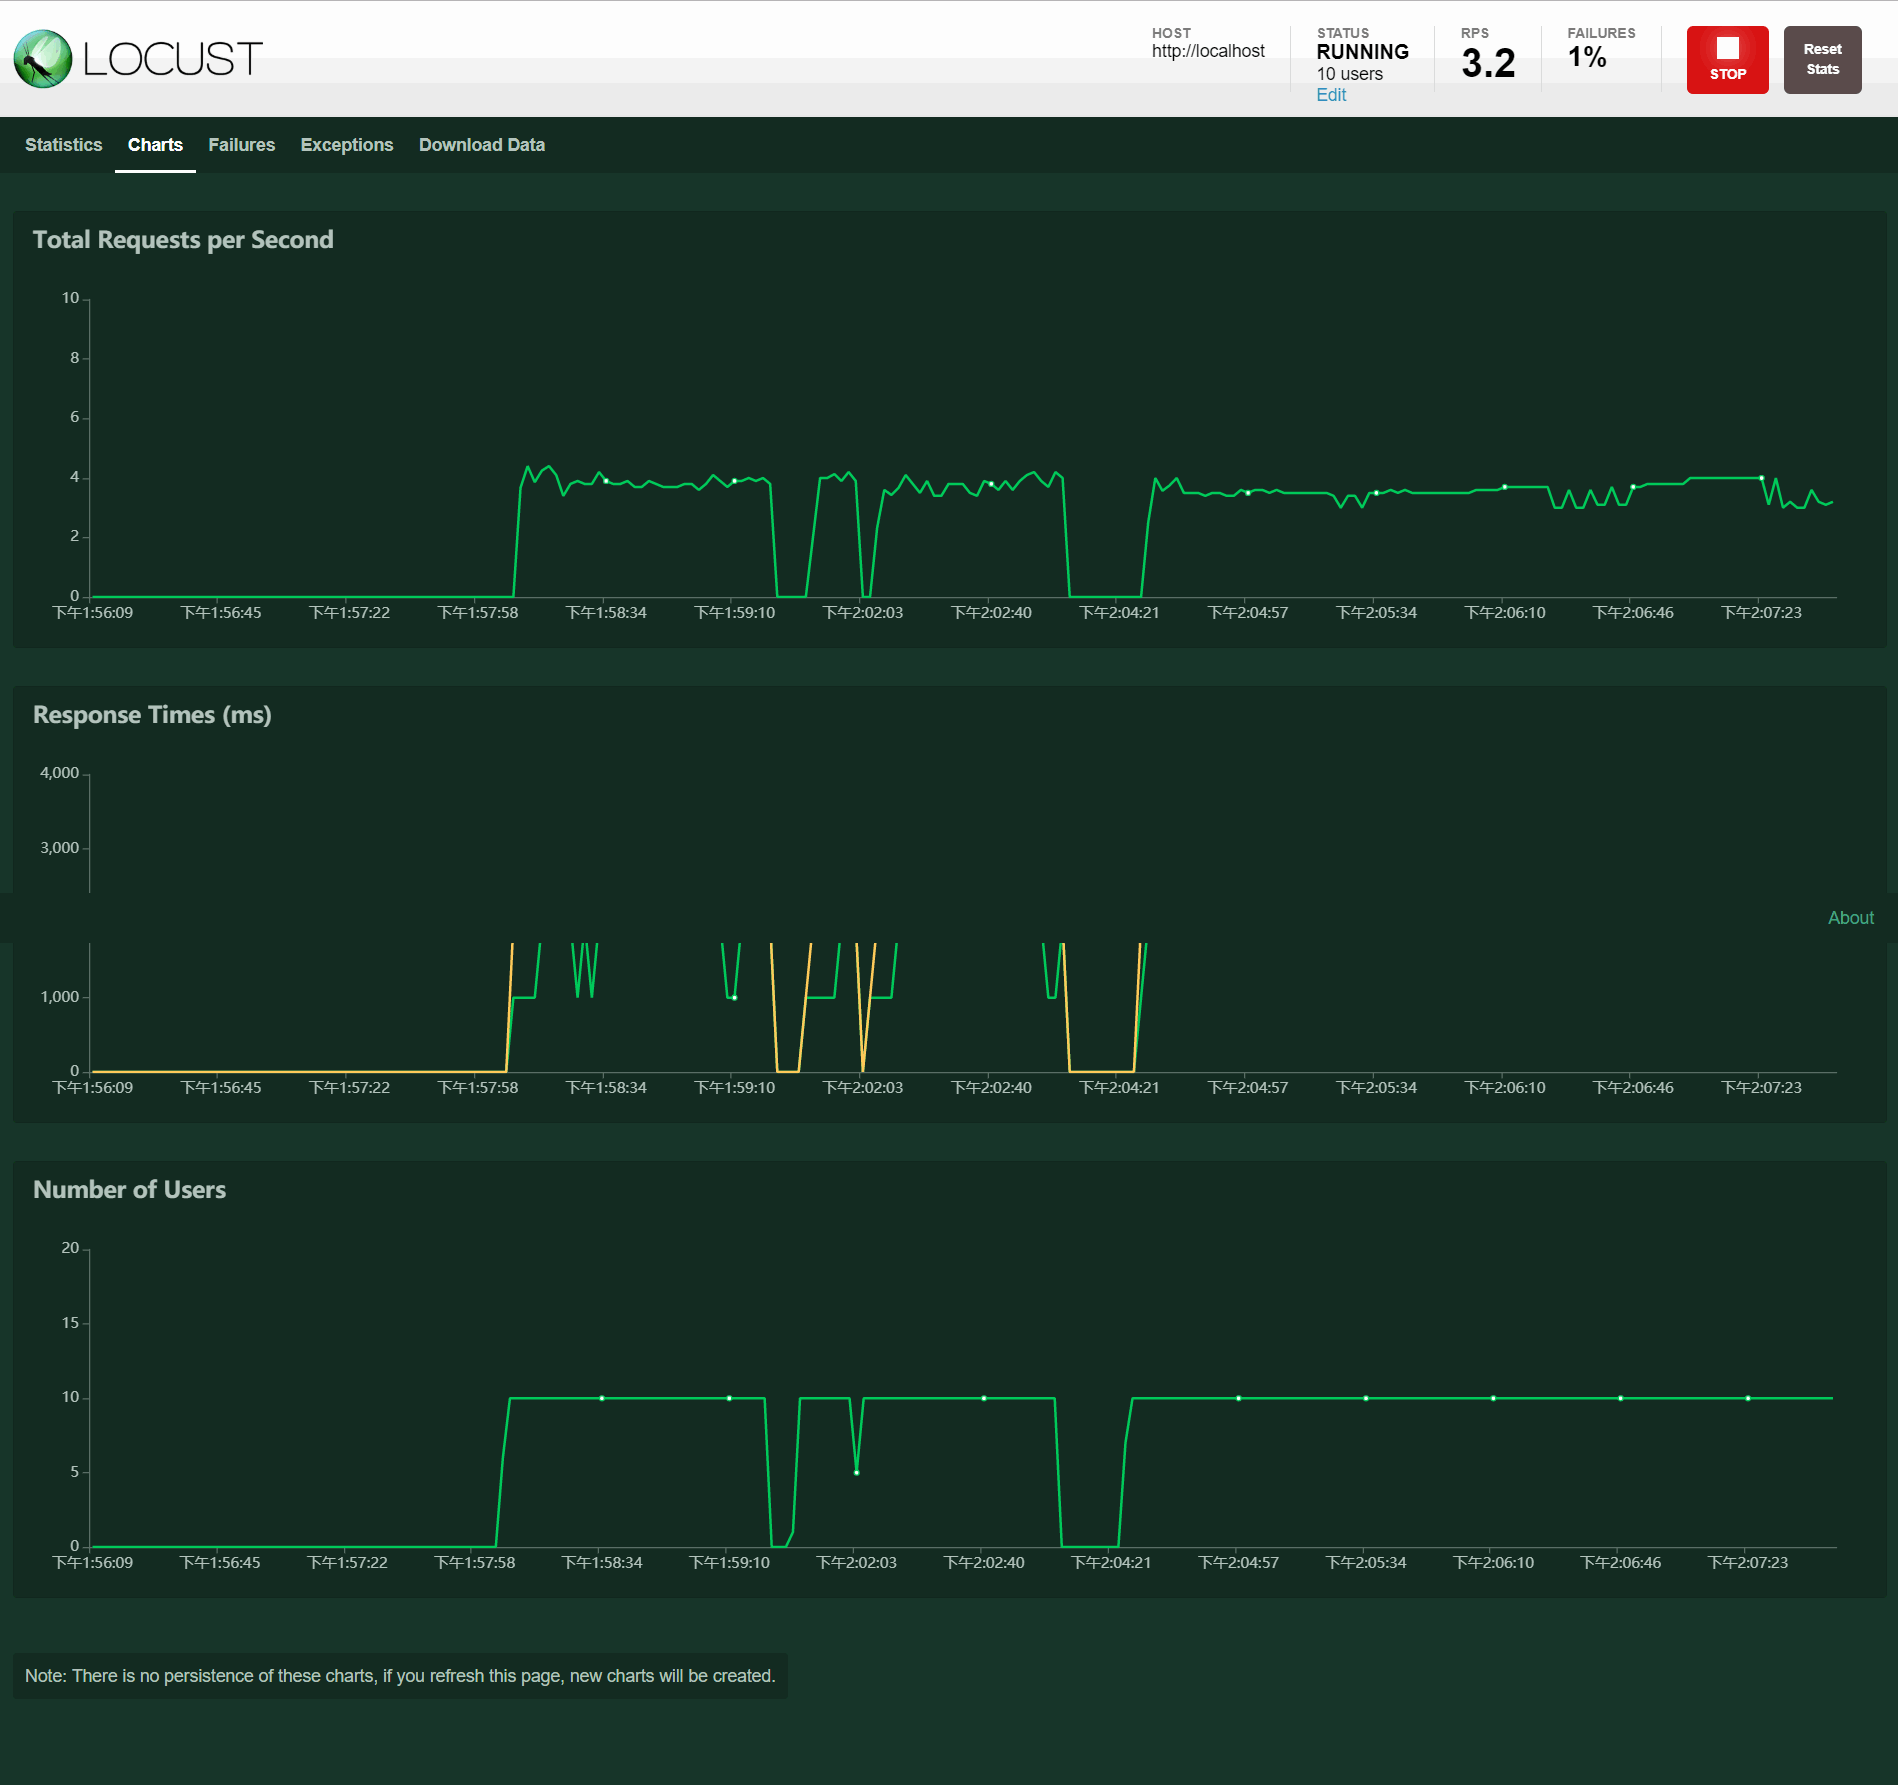 LOCUST
HOST
http://localhost
STATUS
RUNNING
10 users
Edit
RPS
3.2
FAILURES
1%
STOP
Reset
Stats
Statistics Charts Failures Exceptions Download Data
Total Requests per Second
10
8
6
4
2
0
下午1:56:09 下午1:56:45 下午1:57:22 下午1:57:58 下午1:58:34 下午1:59:10 下午2:02:03 下午2:02:40 下午2:04:21 下午2:04:57 下午2:05:34 下午2:06:10 下午2:06:46 下午2:07:23
Response Times (ms)
4,000
3,000
About
1,000
0
下午1:56:09 下午1:56:45 下午1:57:22 下午1:57:58 下午1:58:34 下午1:59:10 下午2:02:03 下午2:02:40 下午2:04:21 下午2:04:57 下午2:05:34 下午2:06:10 下午2:06:46 下午2:07:23
Number of Users
20
15
10
5
0
下午1:56:09 下午1:56:45 下午1:57:22 下午1:57:58 下午1:58:34 下午1:59:10 下午2:02:03 下午2:02:40 下午2:04:21 下午2:04:57 下午2:05:34 下午2:06:10 下午2:06:46 下午2:07:23
Note: There is no persistence of these charts, if you refresh this page, new charts will be created.